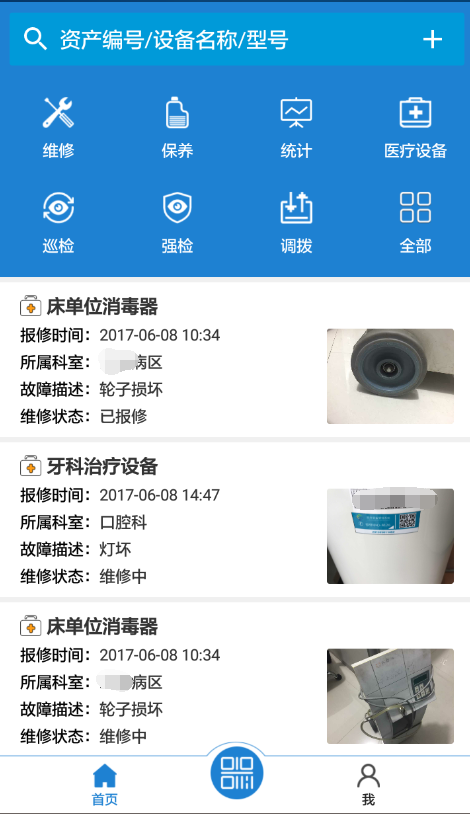 资产编号/设备名称/型号
维修 保养 统计 医疗设备
巡检 强检 调拨 全部
床单位消毒器
报修时间：2017-06-08 10:34
所属科室： 病区
故障描述：轮子损坏
维修状态：已报修
牙科治疗设备
报修时间：2017-06-08 14:47
所属科室：口腔科
故障描述：灯坏
维修状态：维修中
床单位消毒器
报修时间：2017-06-08 10:34
所属科室： 病区
故障描述：轮子损坏
维修状态：维修中
首页 我